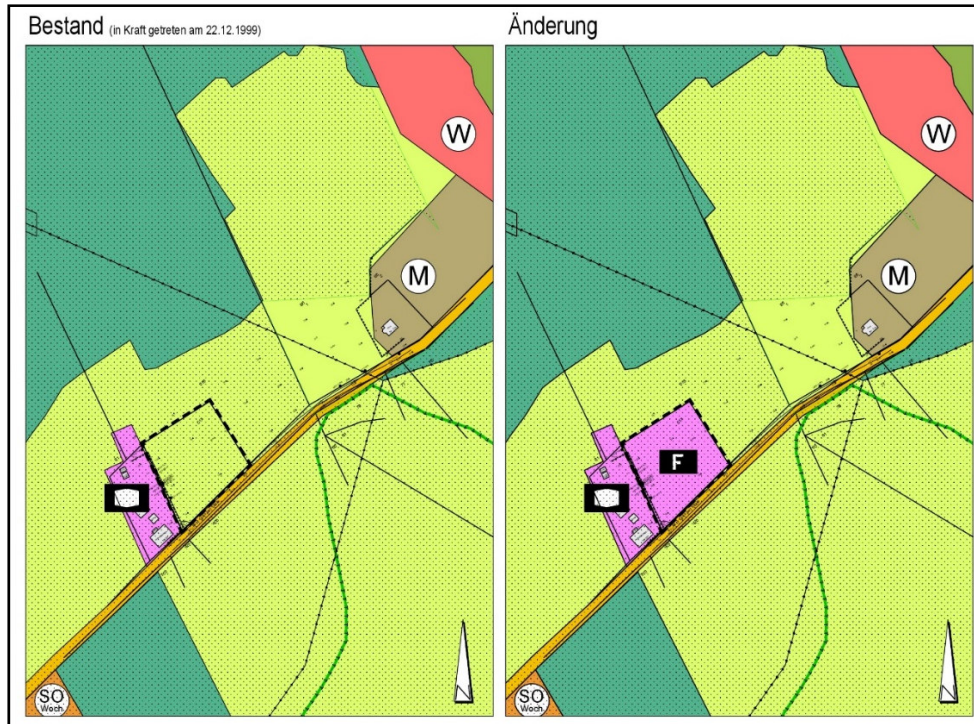 Bestand (in Kraft getreten am 22.12.1999)
Änderung
W
W
M
M
F
SO
Woch
SO
Woch